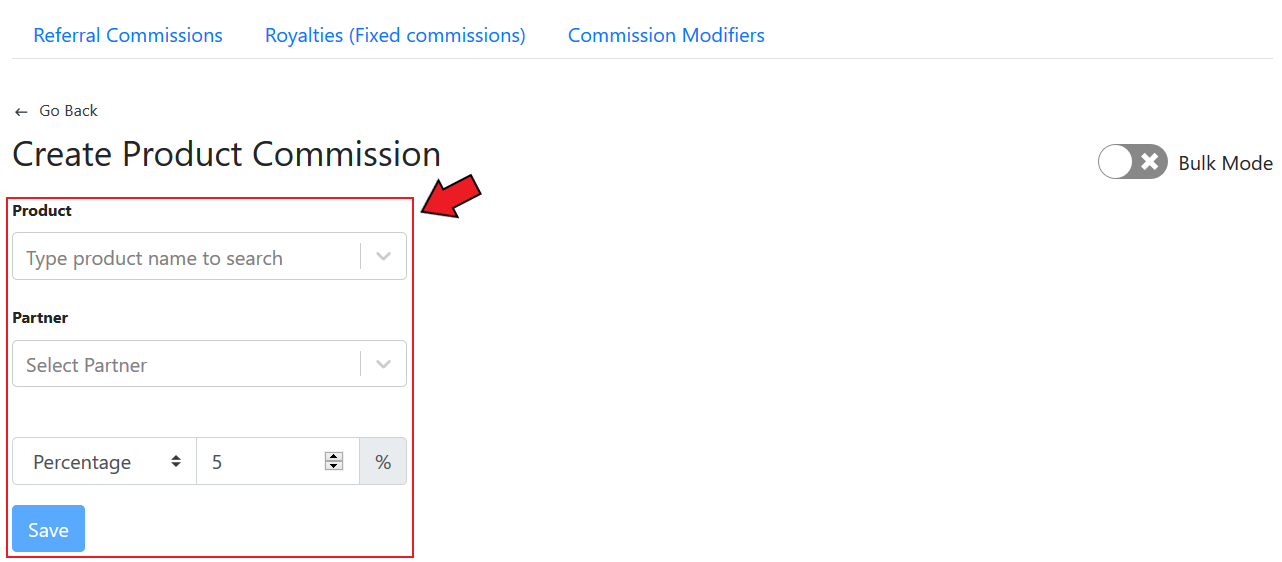 Referral Commissions Royalties (Fixed commissions) Commission Modifiers
← Go Back
Create Product Commission
Bulk Mode
Product
Type product name to search
Partner
Select Partner
Percentage 5 %
Save